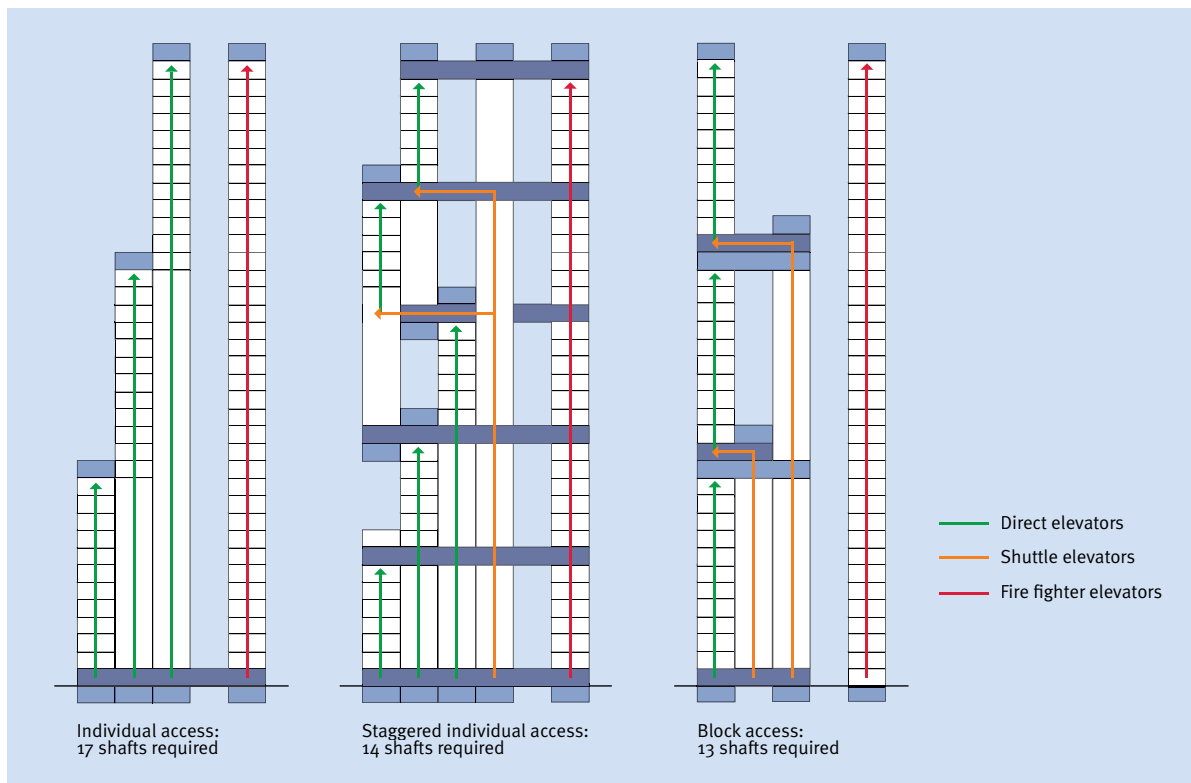 Direct elevators
Shuttle elevators
Fire fighter elevators
Individual access:
17 shafts required
Staggered individual access:
14 shafts required
Block access:
13 shafts required